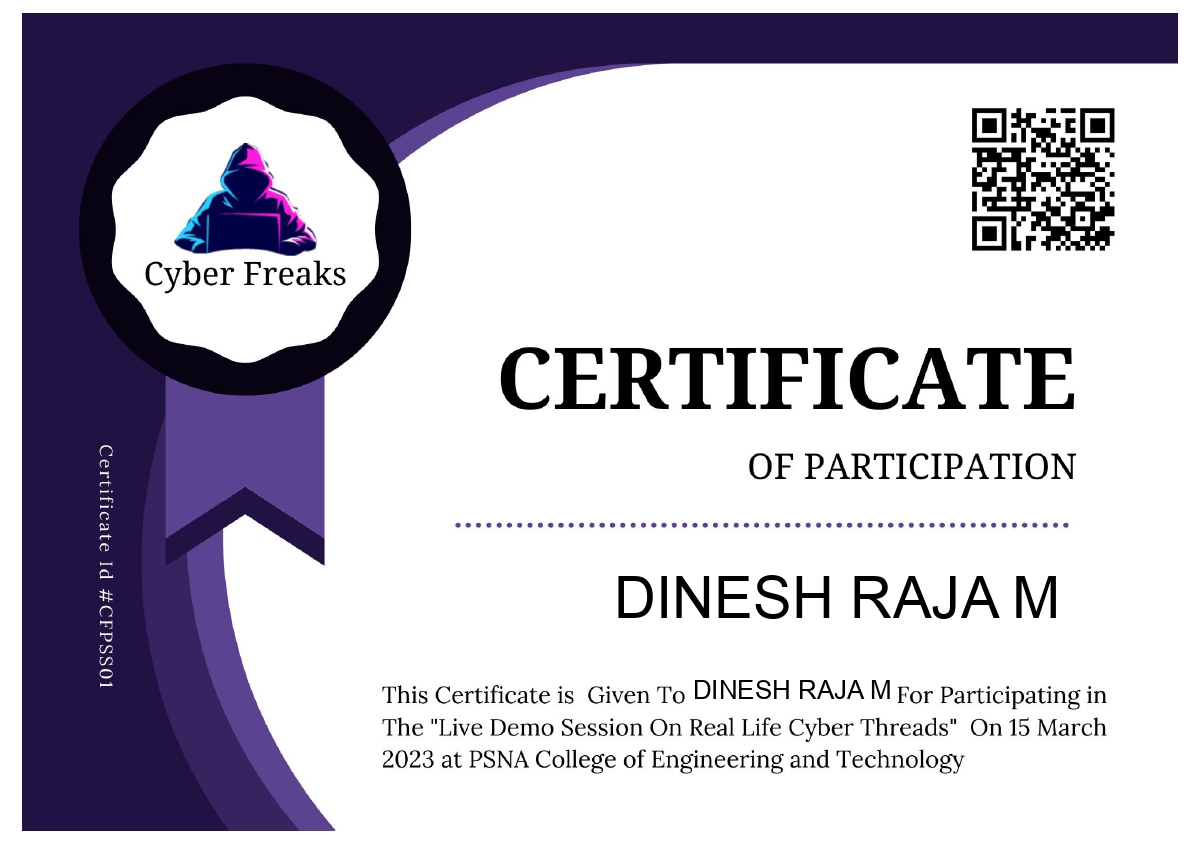 Cyber Freaks
CERTIFICATE
OF PARTICIPATION
Certificate Id #CFPSS01
DINESH RAJA M
This Certificate is Given To DINESH RAJA M For Participating in
The "Live Demo Session On Real Life Cyber Threads" On 15 March
2023 at PSNA College of Engineering and Technology